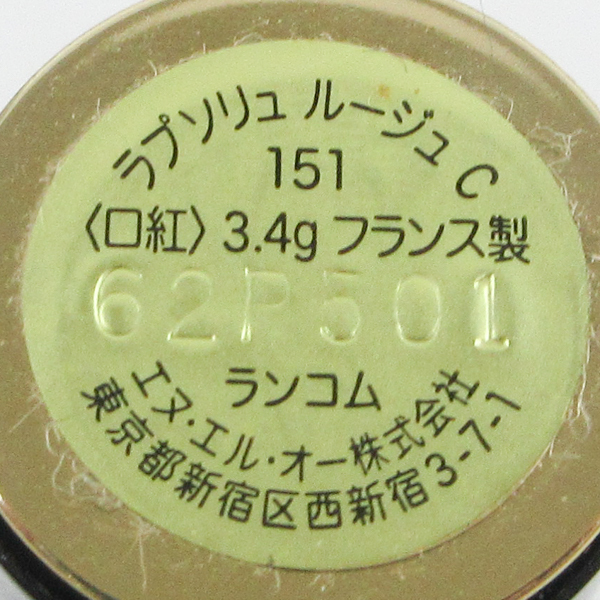 ラプソリュ ルージュ C
151
〈口紅〉 3.4g フランス製
62P501
ランコム
エヌ・エル・オー株式会社
東京都新宿区西新宿3-7-1